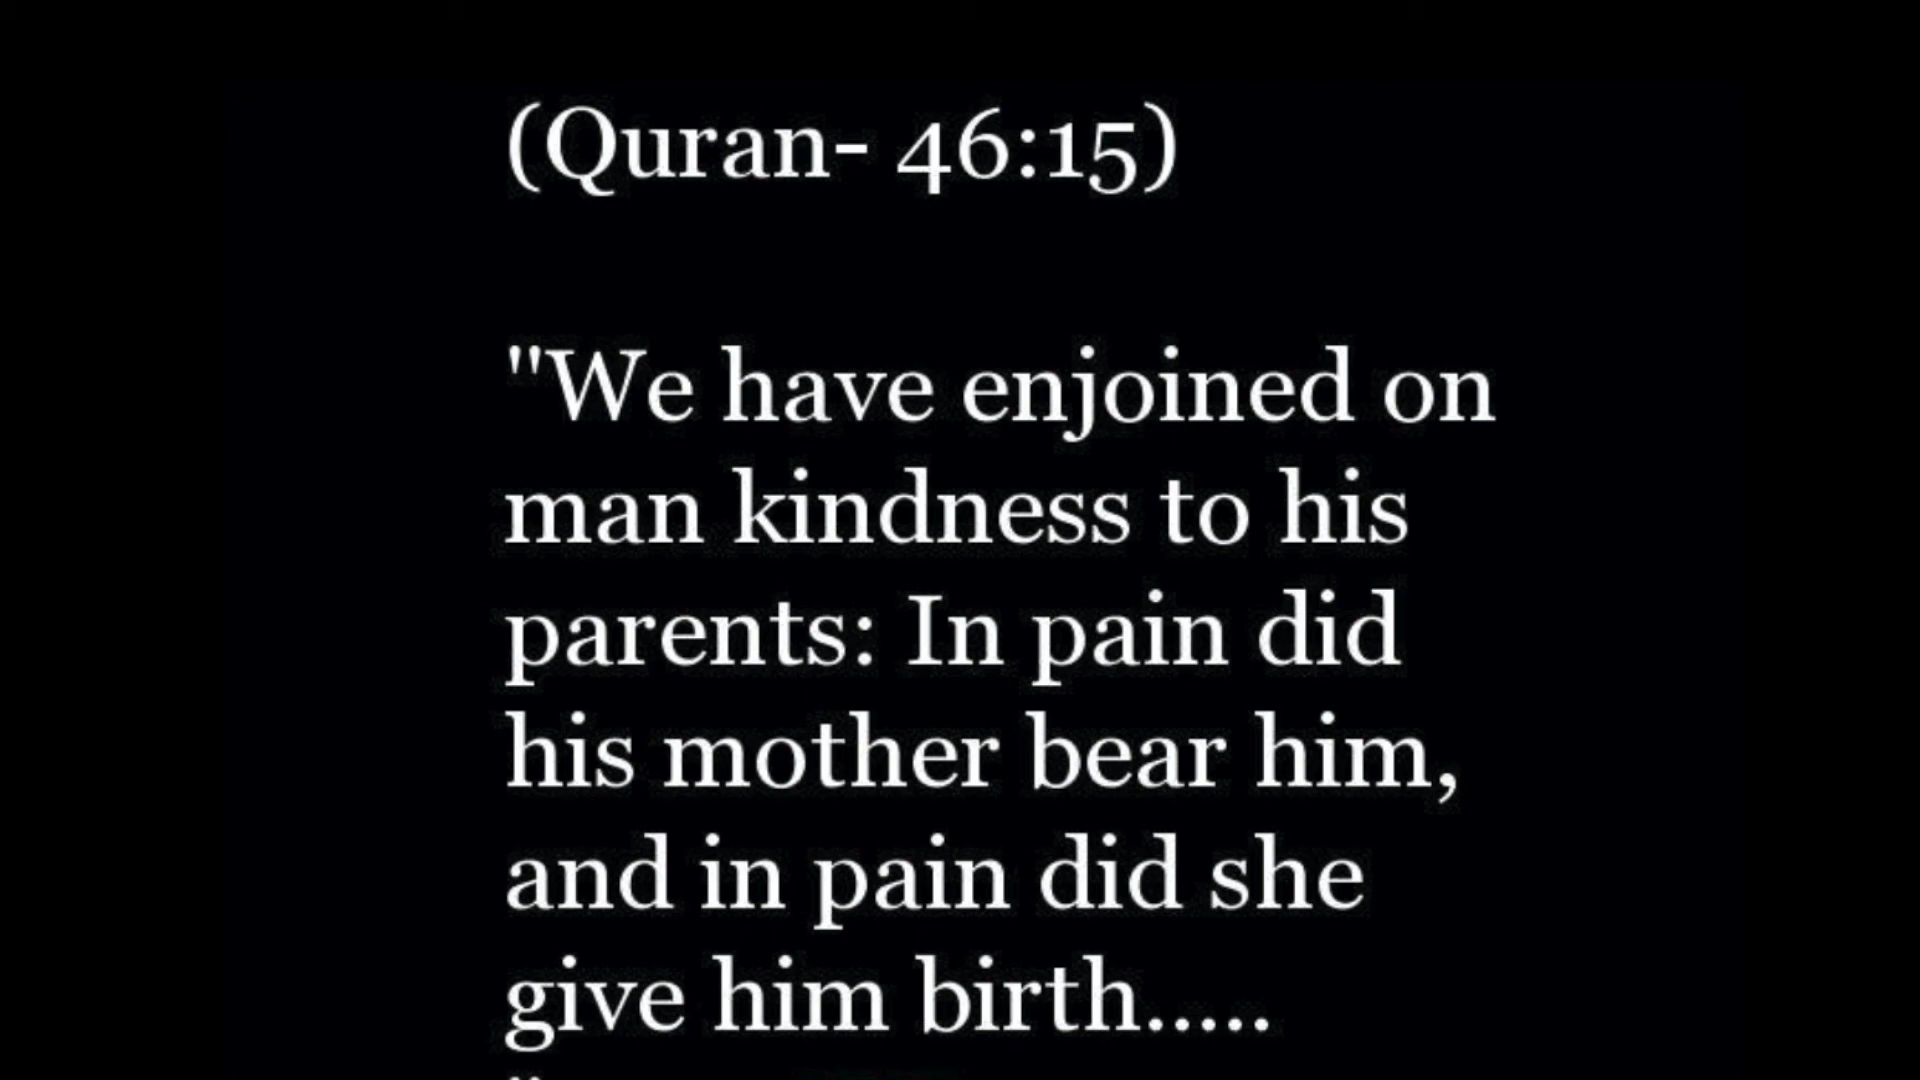 (Quran- 46:15)
"We have enjoined on
man kindness to his
parents: In pain did
his mother bear him,
and in pain did she
give him birth.....
"